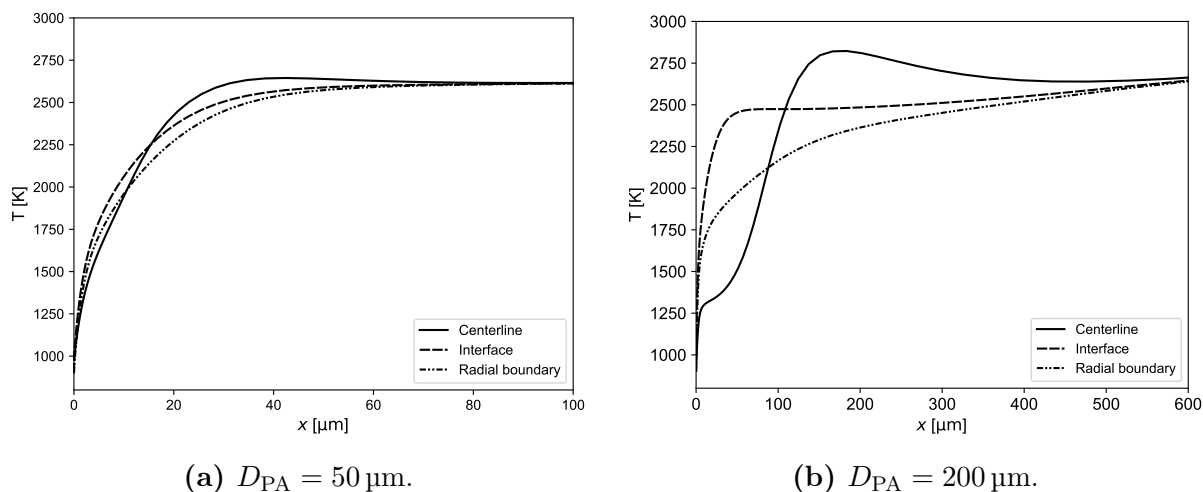 3000
2750
2500
2250
2000
1750
1500
1250
1000
T [K]
0 20 40 60 80 100
x [µm]
Centerline
Interface
Radial boundary
(a) D_PA = 50 µm.
3000
2750
2500
2250
2000
1750
1500
1250
1000
T [K]
0 100 200 300 400 500 600
x [µm]
Centerline
Interface
Radial boundary
(b) D_PA = 200 µm.